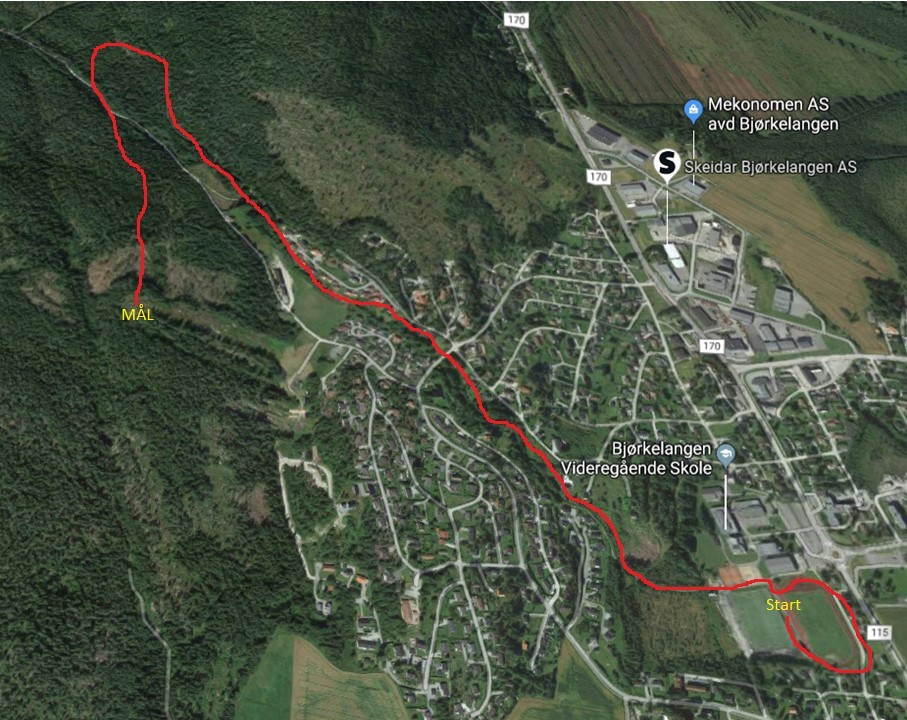 170
Mekonomen AS
avd Bjørkelangen
Skeidar Bjørkelangen AS
S
170
MÅL
170
Bjørkelangen
Videregående Skole
Start
115